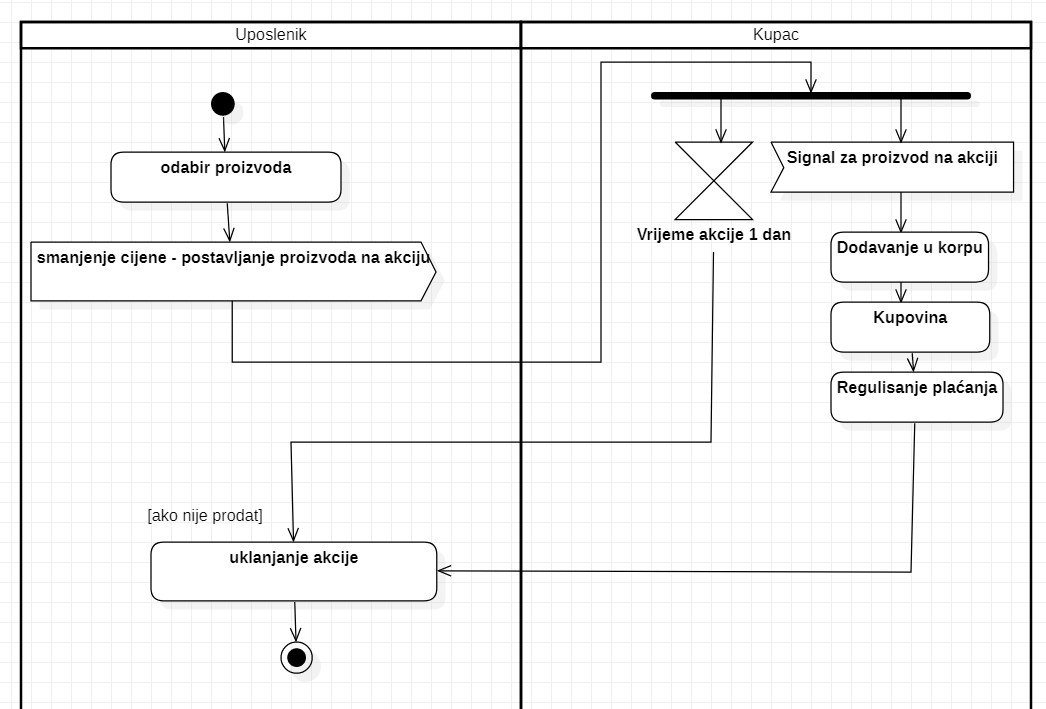 Uposlenik
Kupac
odabir proizvoda
smanjenje cijene - postavljanje proizvoda na akciju
Signal za proizvod na akciji
Vrijeme akcije 1 dan
Dodavanje u korpu
Kupovina
Regulisanje plaćanja
[ako nije prodat]
uklanjanje akcije